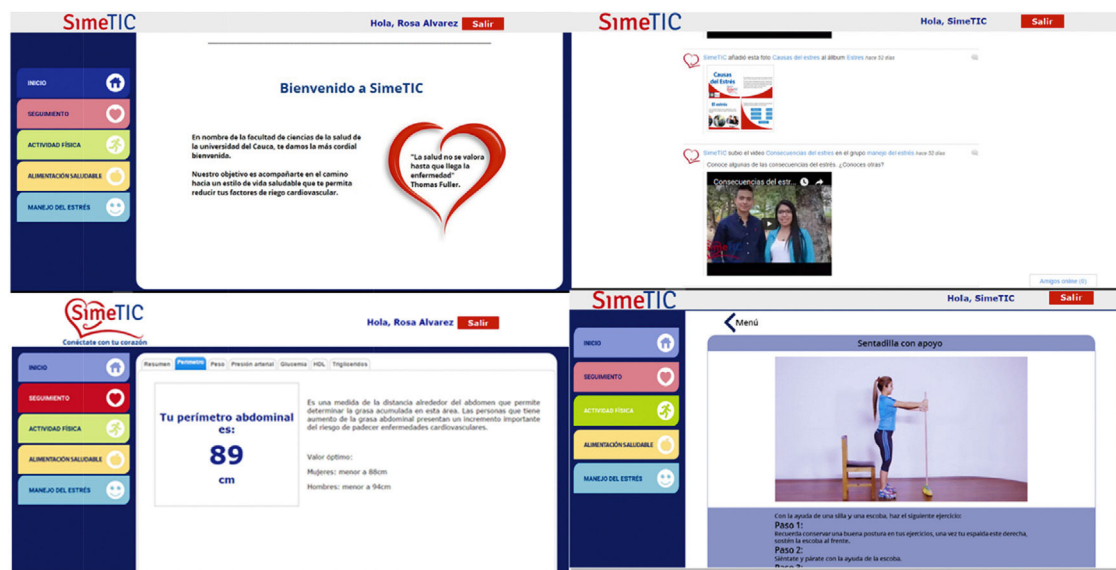 SimeTIC
Hola, Rosa Alvarez Salir
INICIO
SEGUIMIENTO
ACTIVIDAD FÍSICA
ALIMENTACIÓN SALUDABLE
MANEJO DEL ESTRÉS
Bienvenido a SimeTIC
En nombre de la facultad de ciencias de la salud de
la universidad del Cauca, te damos la más cordial
bienvenida.
Nuestro objetivo es acompañarte en el camino
hacia un estilo de vida saludable que te permita
reducir tus factores de riego cardiovascular.
"La salud no se valora
hasta que llega la
enfermedad"
Thomas Fuller.
SimeTIC
Hola, SimeTIC Salir
SimeTIC añadió esta foto Causas del estres al álbum Estres hace 52 días
Causas
del Estrés
El estrés
SimeTIC subio el video Consecuencias del estres en el grupo manejo del estrés hace 52 días
Conoce algunas de las consecuencias del estrés. ¿Conoces otras?
Consecuencias del estr...
SimeTIC
Amigos online (0)
SimeTIC
Conéctate con tu corazón
Hola, Rosa Alvarez Salir
INICIO
SEGUIMIENTO
ACTIVIDAD FÍSICA
ALIMENTACIÓN SALUDABLE
MANEJO DEL ESTRÉS
Resumen Perímetro Peso Presión arterial Glucemia HDL Trigliceridos
Tu perímetro abdominal
es:
89
cm
Es una medida de la distancia alrededor del abdomen que permite
determinar la grasa acumulada en esta área. Las personas que tiene
aumento de la grasa abdominal presentan un incremento importante
del riesgo de padecer enfermedades cardiovasculares.
Valor óptimo:
Mujeres: menor a 88cm
Hombres: menor a 94cm
SimeTIC
Hola, SimeTIC Salir
INICIO
SEGUIMIENTO
ACTIVIDAD FÍSICA
ALIMENTACIÓN SALUDABLE
MANEJO DEL ESTRÉS
Menú
Sentadilla con apoyo
Con la ayuda de una silla y una escoba, haz el siguiente ejercicio:
Paso 1:
Recuerda conservar una buena postura en tus ejercicios, una vez tu espalda este derecha,
sostén la escoba al frente.
Paso 2:
Siéntate y párate con la ayuda de la escoba.
Paso 3: